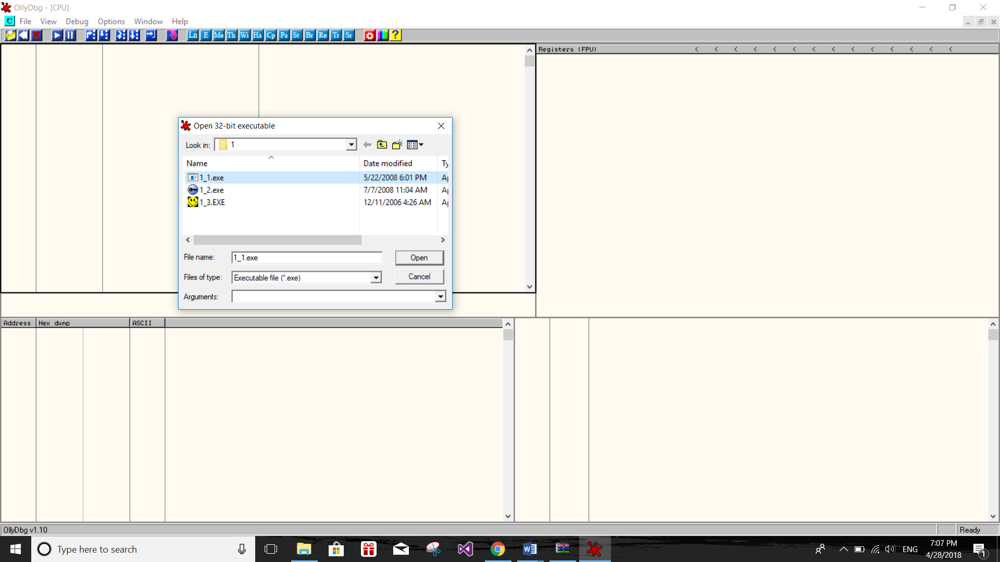 OllyDbg - [CPU]
C File View Debug Options Window Help
Ln E Me Th Wi Ha Cp Pa St Br Re Tr Sr ?
Registers (FPU) < < < < < < < < < < < < < <
Open 32-bit executable
Look in: 1
Name Date modified Ty
1_1.exe 5/22/2008 6:01 PM Ap
1_2.exe 7/7/2008 11:04 AM Ap
1_3.EXE 12/11/2006 4:26 AM Ap
File name: 1_1.exe Open
Files of type: Executable file (*.exe) Cancel
Arguments:
Address Hex dump ASCII
OllyDbg v1.10 Ready
Type here to search
ENG
7:07 PM
4/28/2018
1